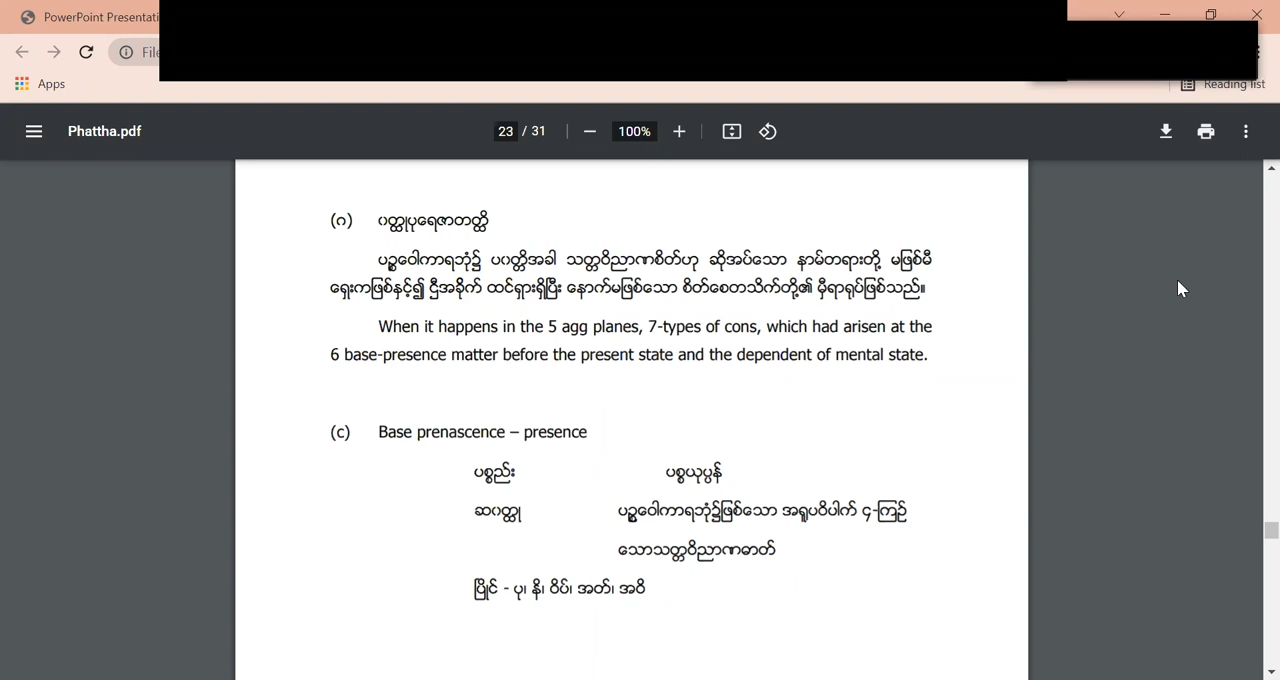 PowerPoint Presentati
File
Apps
Reading list
Phattha.pdf
23 / 31
100%
(ဂ) ဝတ္ထုပုရေဇာတတ္ထိ
ပဉ္စဝေါကာရဘုံ၌ ပဝတ္တိအခါ သတ္တဝိညာဏစိတ်ဟု ဆိုအပ်သော နာမ်တရားတို့ မဖြစ်မီ
ရှေးကဖြစ်နှင့်၍ ဌီအခိုက် ထင်ရှားရှိပြီး နောက်မဖြစ်သော စိတ်စေတသိက်တို့၏ မှီရာရုပ်ဖြစ်သည်။
When it happens in the 5 agg planes, 7-types of cons, which had arisen at the
6 base-presence matter before the present state and the dependent of mental state.
(c) Base prenascence – presence
ပစ္စည်း ပစ္စယုပ္ပန်
ဆဝတ္ထု ပဉ္စဝေါကာရဘုံ၌ဖြစ်သော အရူပဝိပါက် ၄-ကြဉ်
သောသတ္တဝိညာဏဓာတ်
ပြိုင် - ပု၊ နိ၊ ဝိပ်၊ အတ်၊ အဝိ